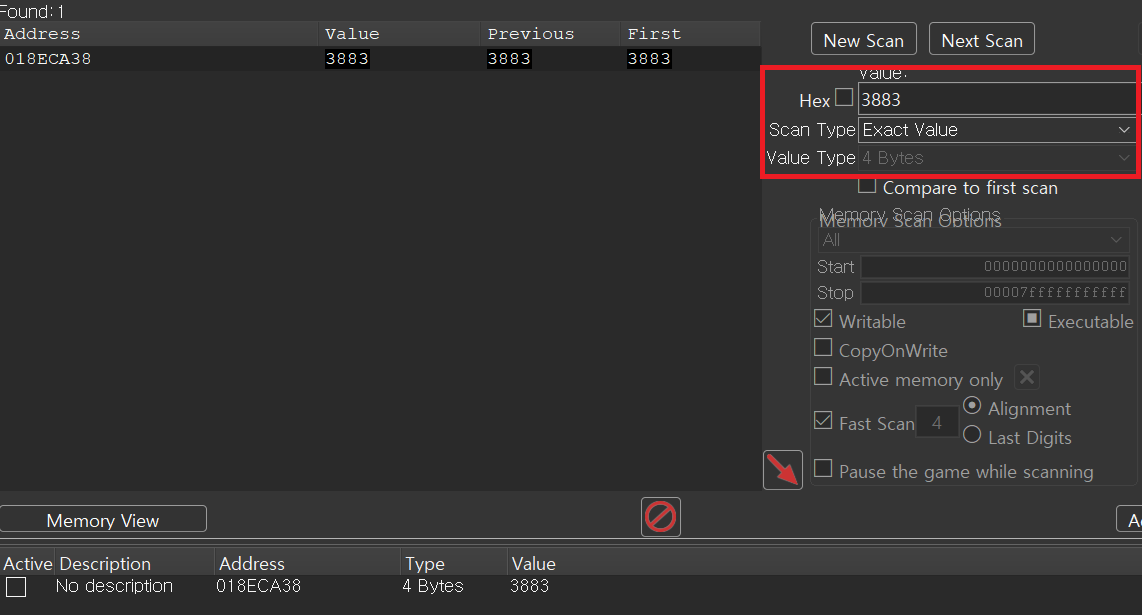 Found:1
Address Value Previous First
018ECA38 3883 3883 3883
New Scan Next Scan
Value:
Hex 3883
Scan Type Exact Value
Value Type 4 Bytes
Compare to first scan
Memory Scan Options
Memory Scan Options
All
Start 0000000000000000
Stop 00007fffffffffff
Writable Executable
CopyOnWrite
Active memory only
Fast Scan 4 Alignment
Last Digits
Pause the game while scanning
Memory View
Active Description Address Type Value
No description 018ECA38 4 Bytes 3883